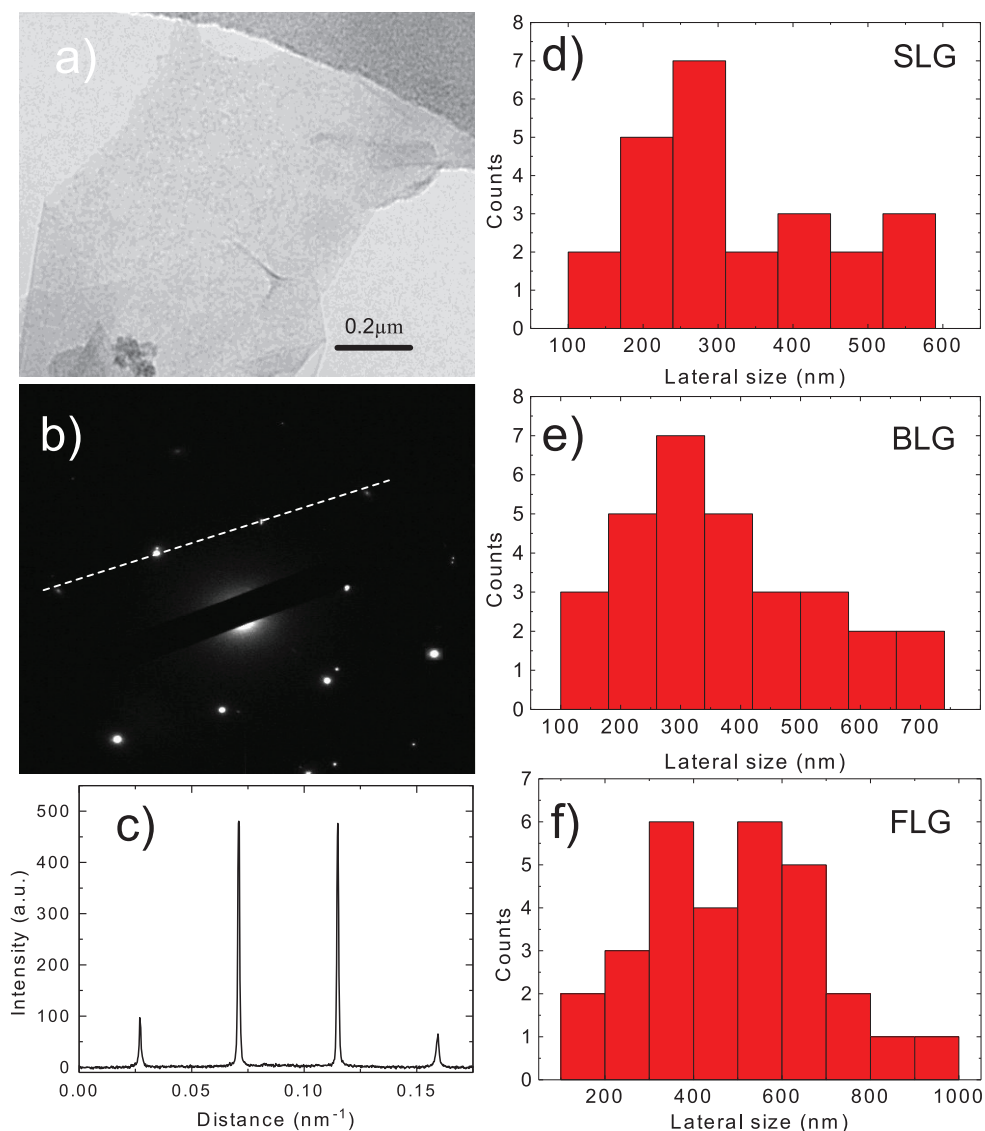 a)
0.2μm
b)
c)
500
400
300
200
100
0
Intensity (a.u.)
0.00 0.05 0.10 0.15
Distance (nm⁻¹)
d)
SLG
8
7
6
5
4
3
2
1
0
Counts
100 200 300 400 500 600
Lateral size (nm)
e)
BLG
8
7
6
5
4
3
2
1
0
Counts
100 200 300 400 500 600 700
Lateral size (nm)
f)
FLG
7
6
5
4
3
2
1
0
Counts
200 400 600 800 1000
Lateral size (nm)